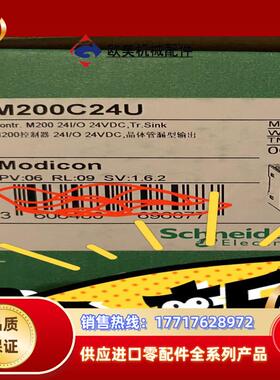 欧美机械配件
M200C24U
ontr. M200 24I/O 24VDC,Tr.Sink
200控制器 24I/O 24VDC,晶体管漏型输出
Modicon
PV:06 RL:09 SV:1.6.2
3
Schneid
Elec
品质
保证
销售热线：17717628972
供应进口零配件全系列产品